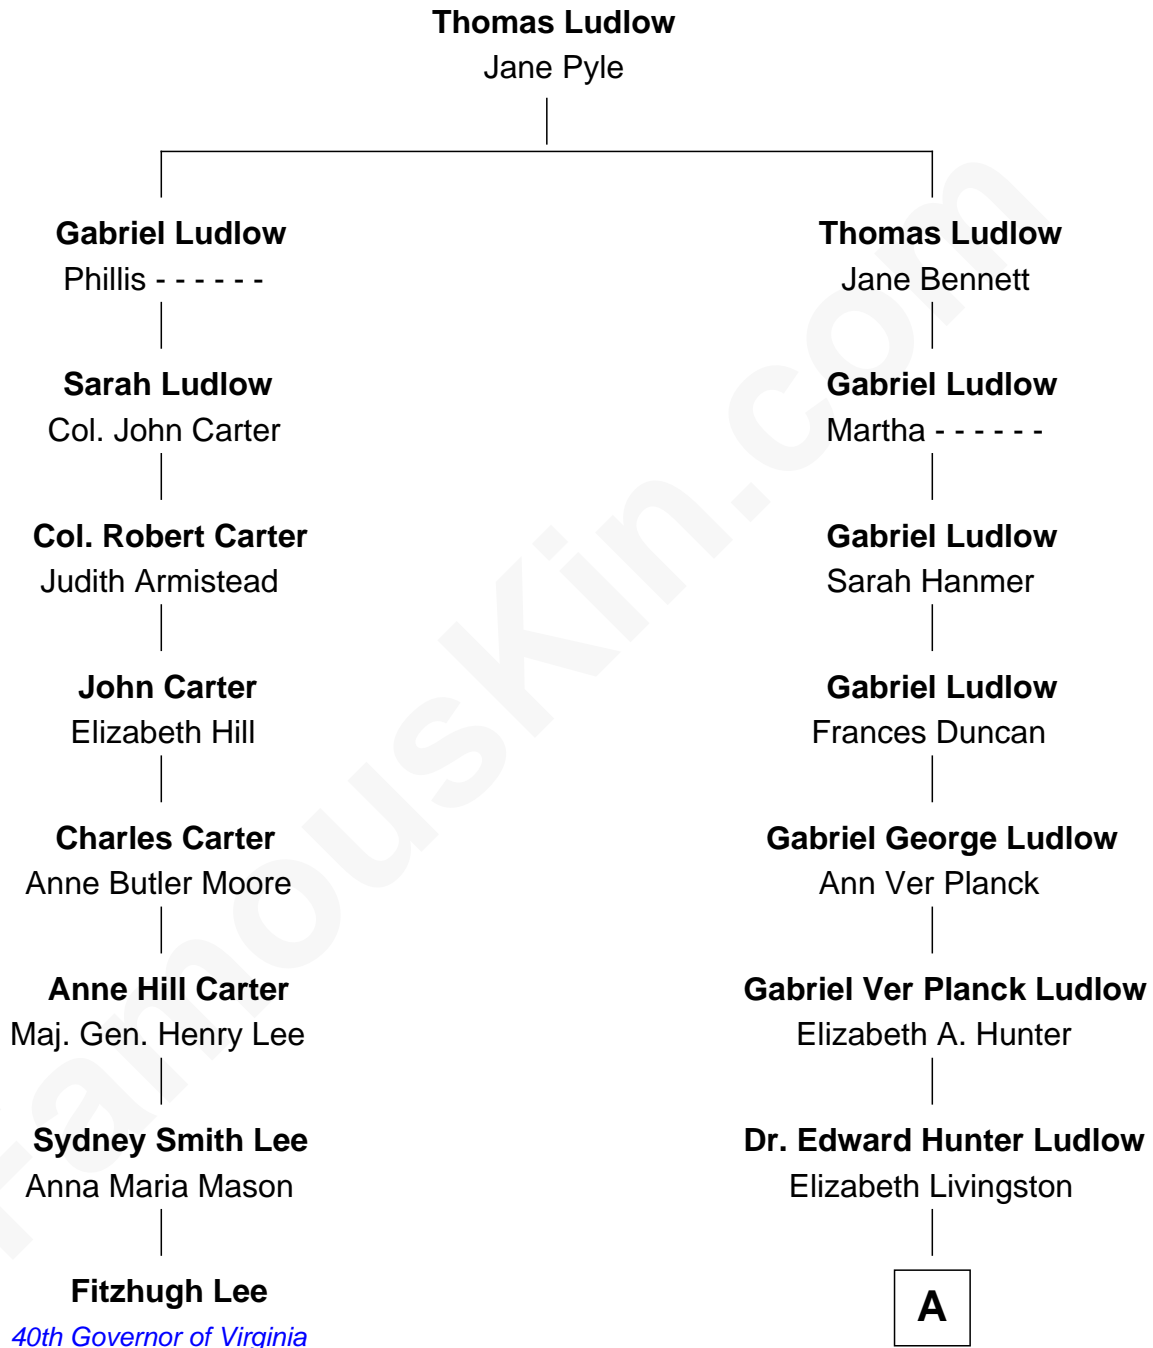 Thomas Ludlow
Jane Pyle
Gabriel Ludlow
Phillis - - - - - -
Thomas Ludlow
Jane Bennett
Sarah Ludlow
Col. John Carter
Gabriel Ludlow
Martha - - - - - -
Col. Robert Carter
Judith Armistead
Gabriel Ludlow
Sarah Hanmer
John Carter
Elizabeth Hill
Gabriel Ludlow
Frances Duncan
Charles Carter
Anne Butler Moore
Gabriel George Ludlow
Ann Ver Planck
Anne Hill Carter
Maj. Gen. Henry Lee
Gabriel Ver Planck Ludlow
Elizabeth A. Hunter
Sydney Smith Lee
Anna Maria Mason
Dr. Edward Hunter Ludlow
Elizabeth Livingston
Fitzhugh Lee
40th Governor of Virginia
A
FamousKin.com